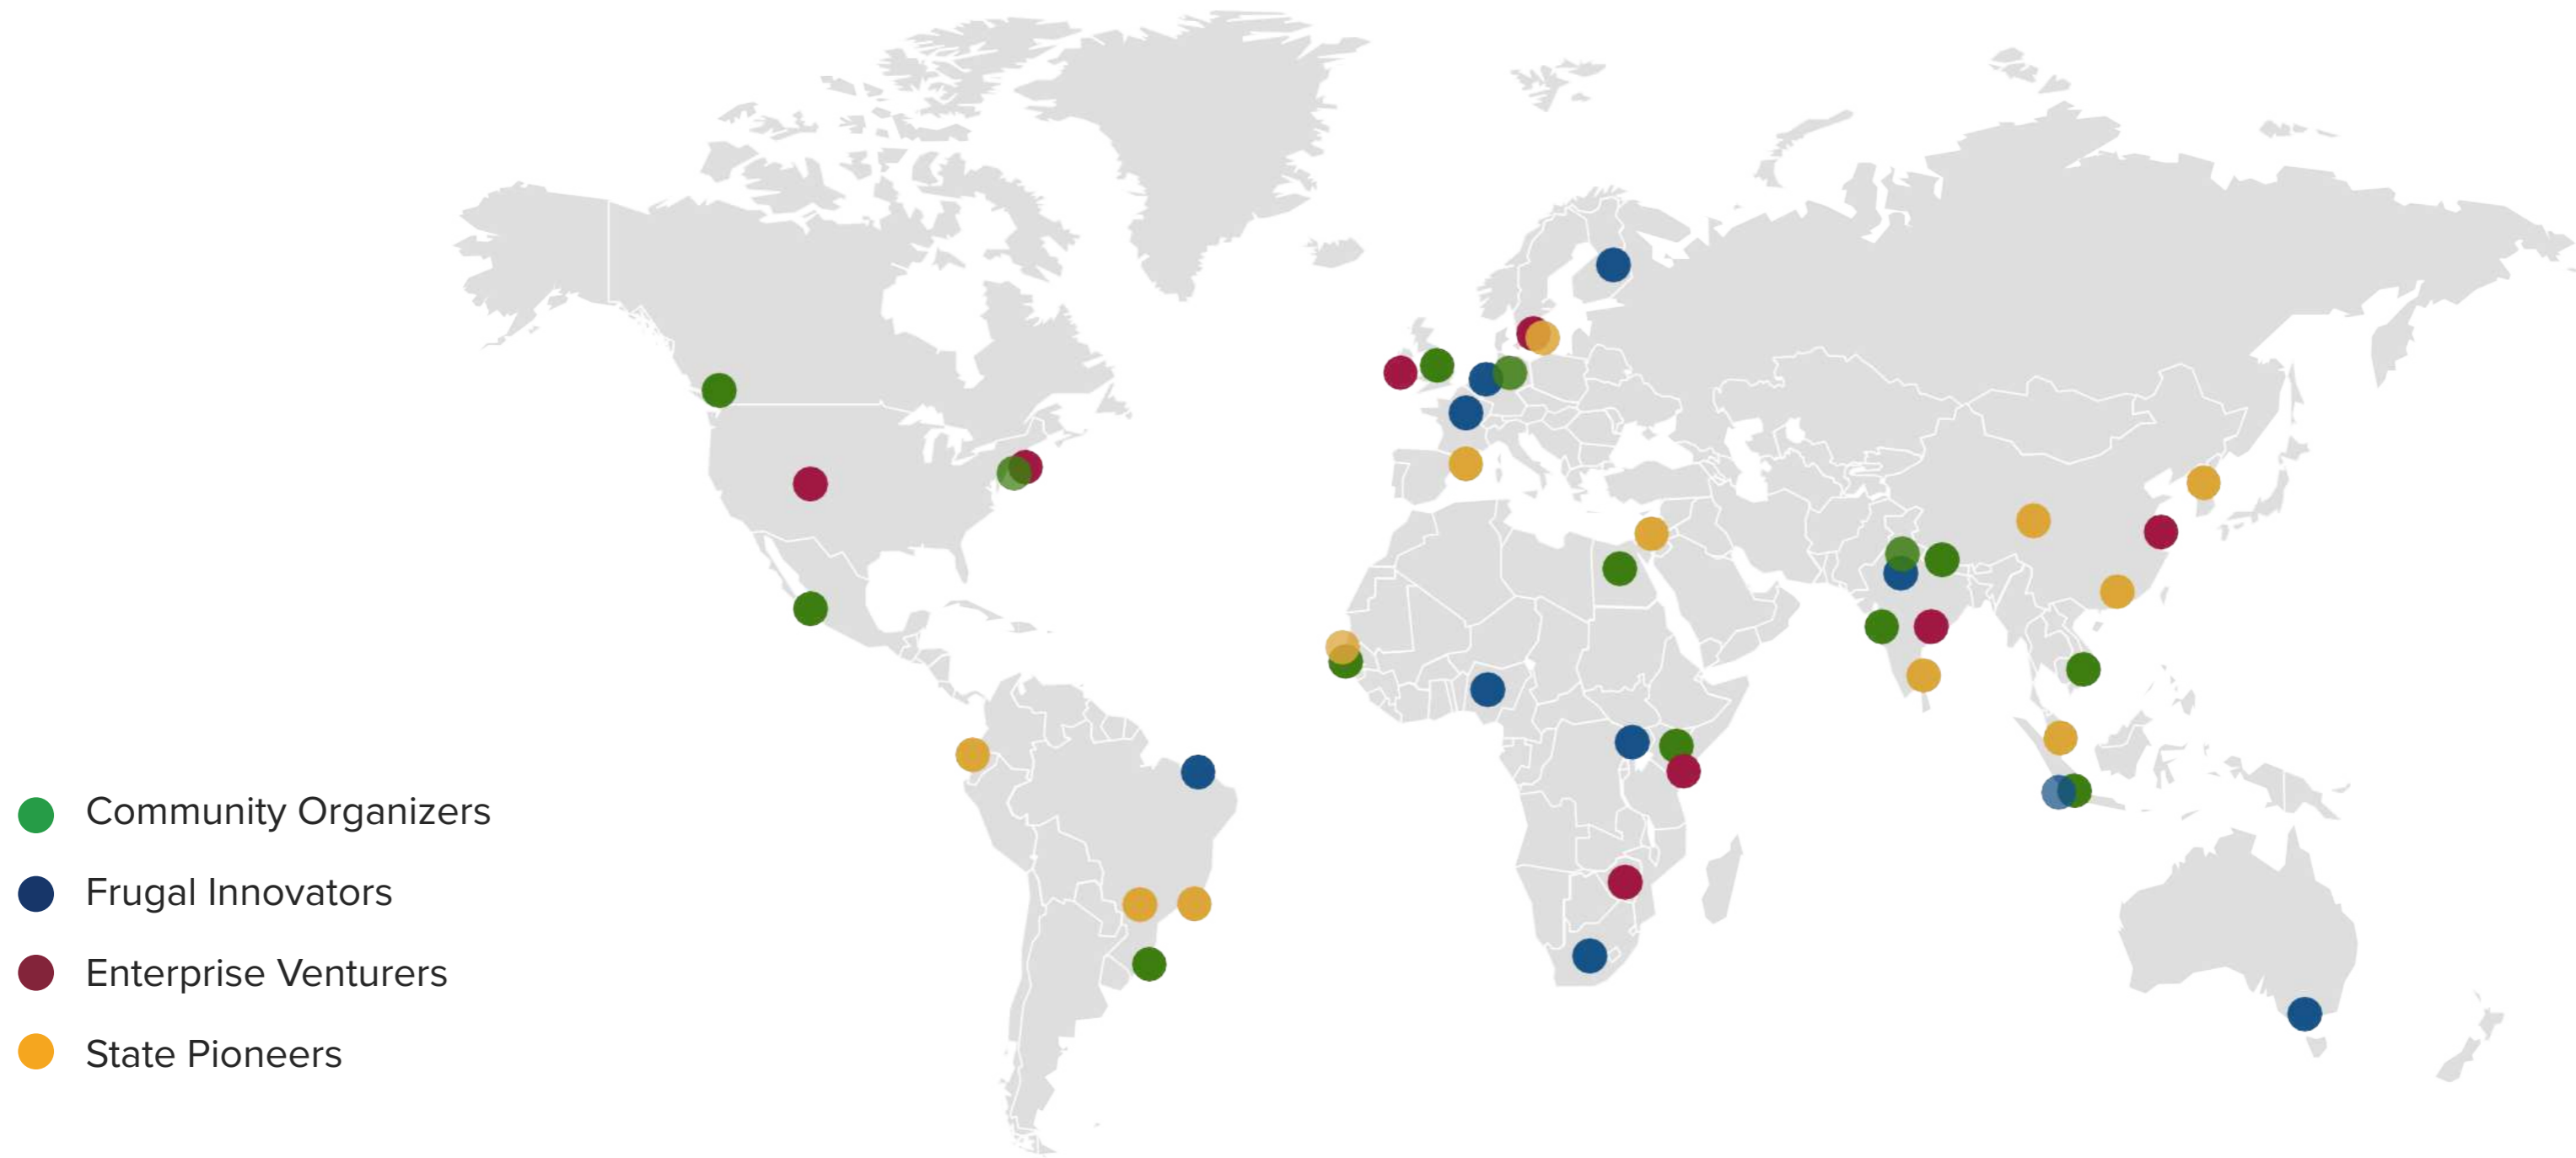 Community Organizers
Frugal Innovators
Enterprise Venturers
State Pioneers